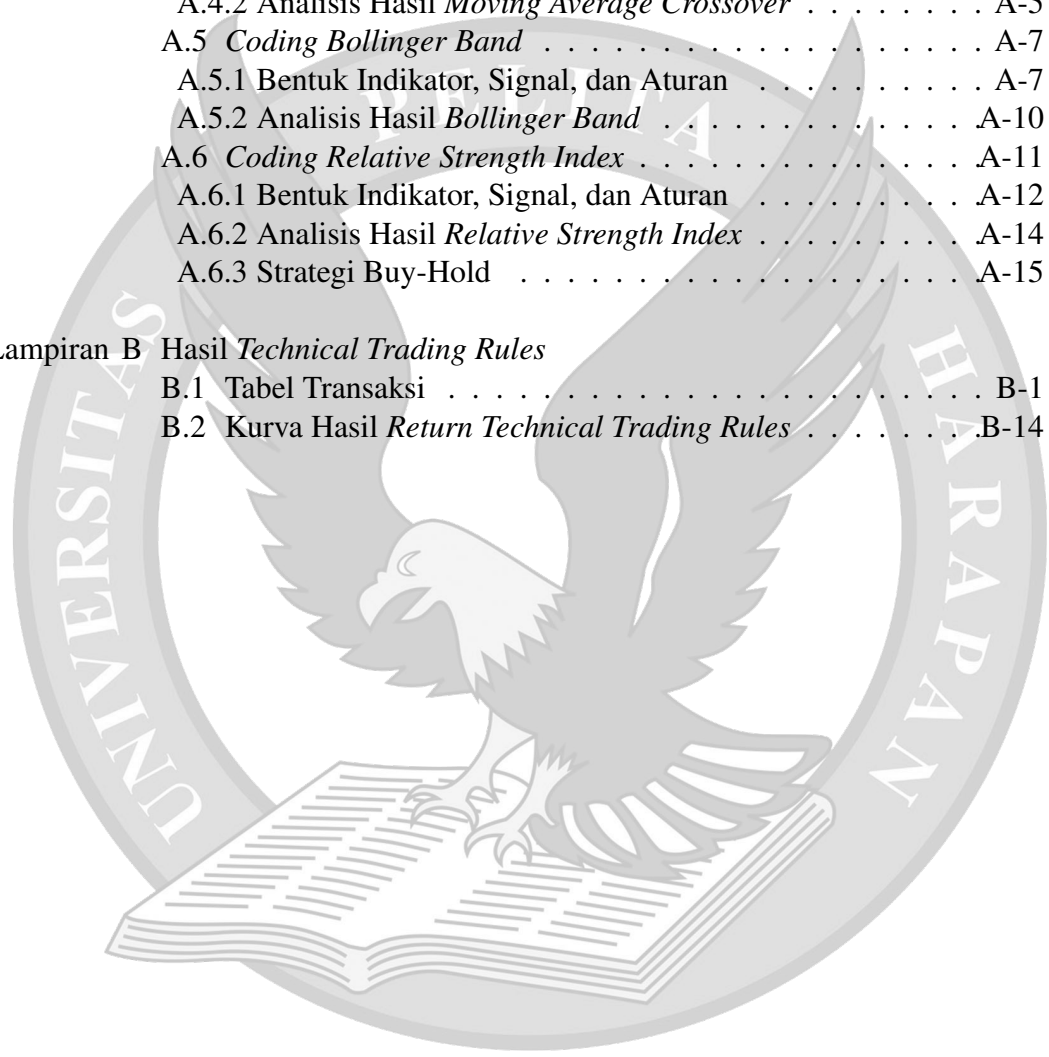 A.4.2 Analisis Hasil Moving Average Crossover . . . . . . . . A-5
A.5 Coding Bollinger Band . . . . . . . . . . . . . . . . . . . . A-7
A.5.1 Bentuk Indikator, Signal, dan Aturan . . . . . . . . . . A-7
A.5.2 Analisis Hasil Bollinger Band . . . . . . . . . . . . . .A-10
A.6 Coding Relative Strength Index . . . . . . . . . . . . . . .A-11
A.6.1 Bentuk Indikator, Signal, dan Aturan . . . . . . . . . .A-12
A.6.2 Analisis Hasil Relative Strength Index . . . . . . . . . .A-14
A.6.3 Strategi Buy-Hold . . . . . . . . . . . . . . . . . . . . .A-15
Lampiran B Hasil Technical Trading Rules
B.1 Tabel Transaksi . . . . . . . . . . . . . . . . . . . . . . . B-1
B.2 Kurva Hasil Return Technical Trading Rules . . . . . . . . .B-14
UNIVERSITAS PELITA HARAPAN